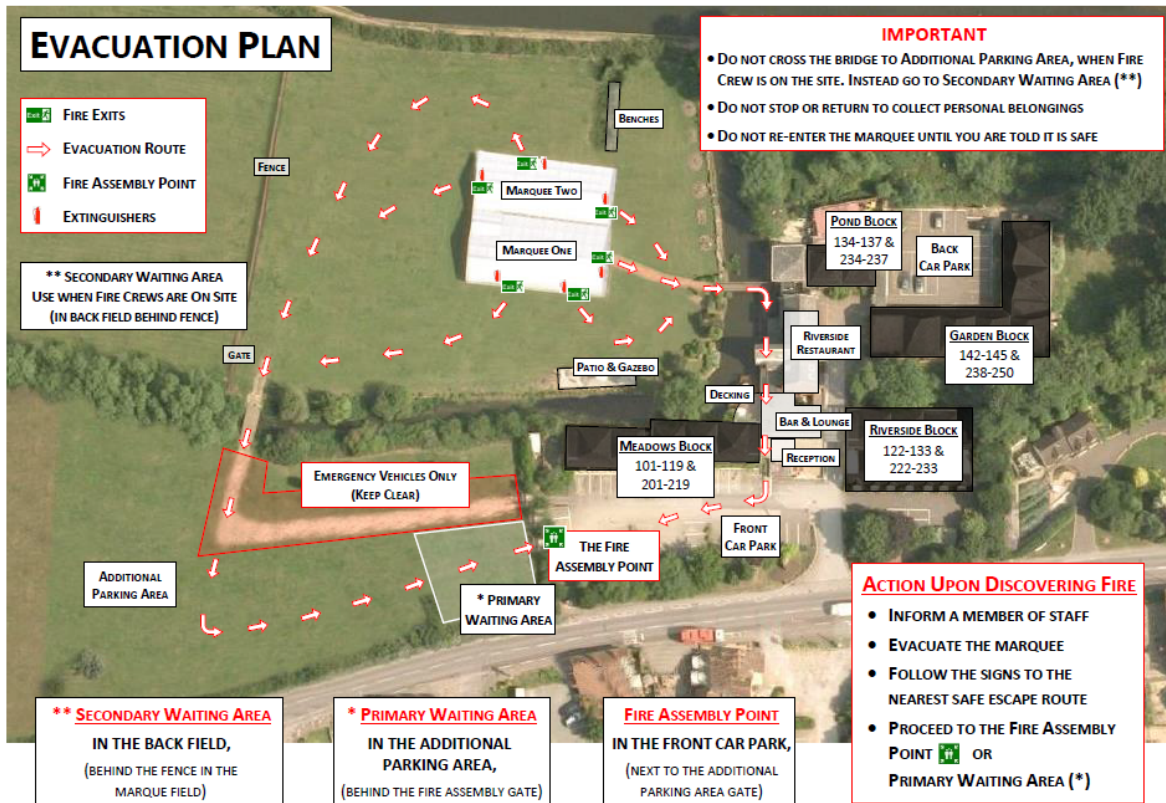 EVACUATION PLAN
Exit FIRE EXITS
EVACUATION ROUTE
FIRE ASSEMBLY POINT
EXTINGUISHERS
** SECONDARY WAITING AREA
USE WHEN FIRE CREWS ARE ON SITE
(IN BACK FIELD BEHIND FENCE)
IMPORTANT
• DO NOT CROSS THE BRIDGE TO ADDITIONAL PARKING AREA, WHEN FIRE
CREW IS ON THE SITE. INSTEAD GO TO SECONDARY WAITING AREA (**)
• DO NOT STOP OR RETURN TO COLLECT PERSONAL BELONGINGS
• DO NOT RE-ENTER THE MARQUEE UNTIL YOU ARE TOLD IT IS SAFE
BENCHES
FENCE
Exit
Exit
MARQUEE TWO
Exit
MARQUEE ONE
Exit
Exit
Exit
POND BLOCK
134-137 &
234-237
BACK
CAR PARK
GARDEN BLOCK
142-145 &
238-250
RIVERSIDE
RESTAURANT
GATE
PATIO & GAZEBO
DECKING
BAR & LOUNGE
RECEPTION
MEADOWS BLOCK
101-119 &
201-219
RIVERSIDE BLOCK
122-133 &
222-233
EMERGENCY VEHICLES ONLY
(KEEP CLEAR)
FRONT
CAR PARK
THE FIRE
ASSEMBLY POINT
ADDITIONAL
PARKING AREA
* PRIMARY
WAITING AREA
ACTION UPON DISCOVERING FIRE
• INFORM A MEMBER OF STAFF
• EVACUATE THE MARQUEE
• FOLLOW THE SIGNS TO THE
NEAREST SAFE ESCAPE ROUTE
• PROCEED TO THE FIRE ASSEMBLY
POINT OR
PRIMARY WAITING AREA (*)
** SECONDARY WAITING AREA
IN THE BACK FIELD,
(BEHIND THE FENCE IN THE
MARQUE FIELD)
* PRIMARY WAITING AREA
IN THE ADDITIONAL
PARKING AREA,
(BEHIND THE FIRE ASSEMBLY GATE)
FIRE ASSEMBLY POINT
IN THE FRONT CAR PARK,
(NEXT TO THE ADDITIONAL
PARKING AREA GATE)